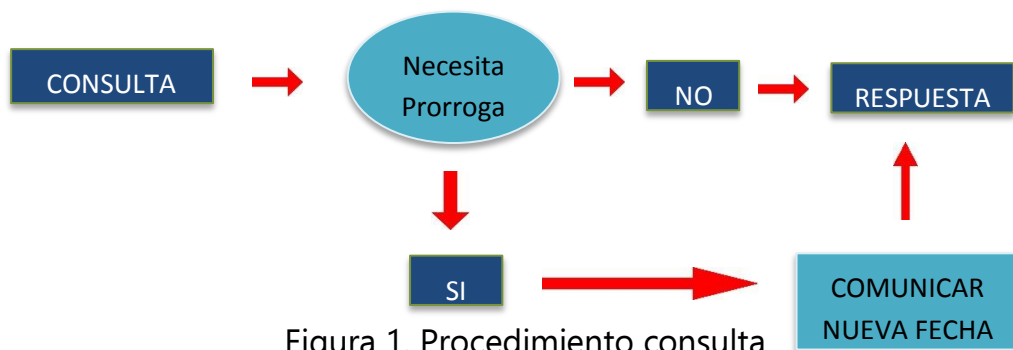 CONSULTA
Necesita
Prorroga
NO
RESPUESTA
SI
COMUNICAR
NUEVA FECHA
Figura 1. Procedimiento consulta